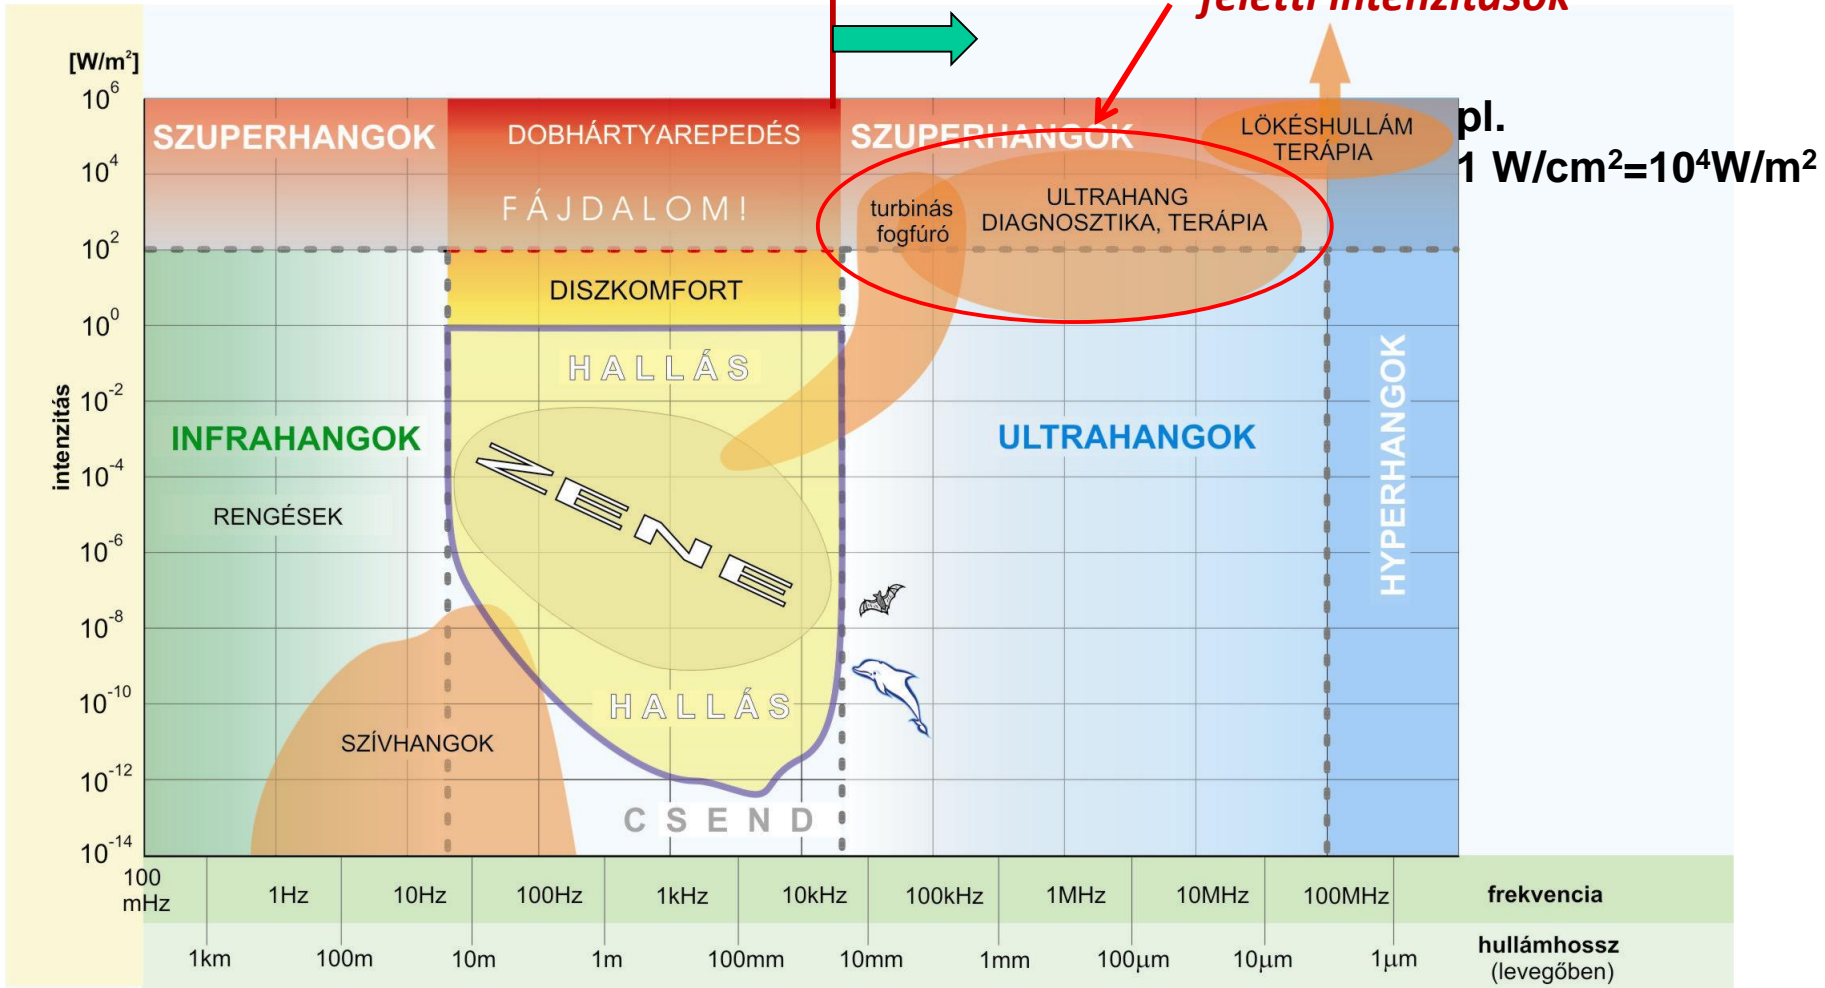 feletti intenzitások
[W/m²]
10⁶
10⁴
10²
10⁰
10⁻²
10⁻⁴
10⁻⁶
10⁻⁸
10⁻¹⁰
10⁻¹²
10⁻¹⁴
intenzitás
SZUPERHANGOK
DOBHÁRTYAREPEDÉS
SZUPERHANGOK
LÖKÉSHULLÁM
TERÁPIA
pl.
1 W/cm²=10⁴W/m²
FÁJDALOM!
turbinás
fogfúró
ULTRAHANG
DIAGNOSZTIKA, TERÁPIA
DISZKOMFORT
HALLÁS
INFRAHANGOK
ZENE
ULTRAHANGOK
HYPERHANGOK
RENGÉSEK
HALLÁS
SZÍVHANGOK
CSEND
100
mHz
1Hz
10Hz
100Hz
1kHz
10kHz
100kHz
1MHz
10MHz
100MHz
frekvencia
1km
100m
10m
1m
100mm
10mm
1mm
100µm
10µm
1µm
hullámhossz
(levegőben)